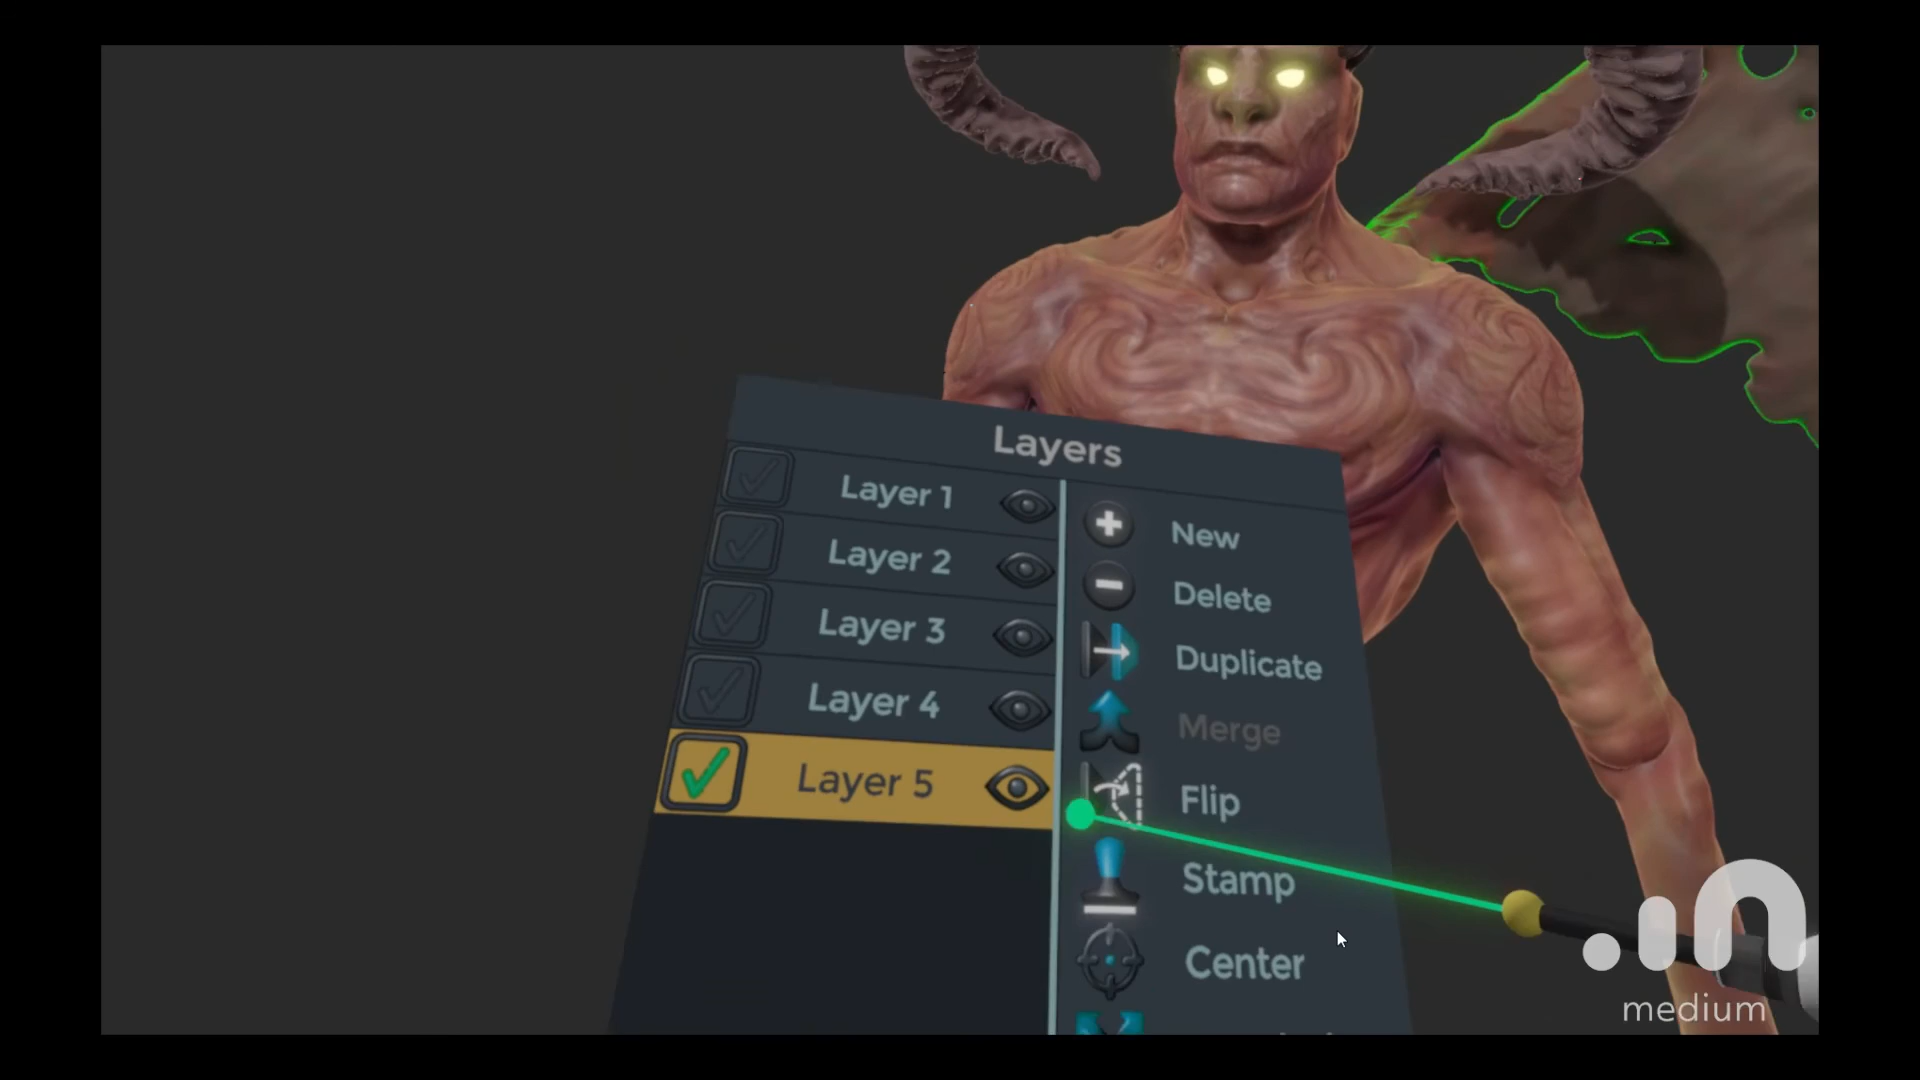 Layers
Layer 1
Layer 2
Layer 3
Layer 4
Layer 5
New
Delete
Duplicate
Merge
Flip
Stamp
Center
medium